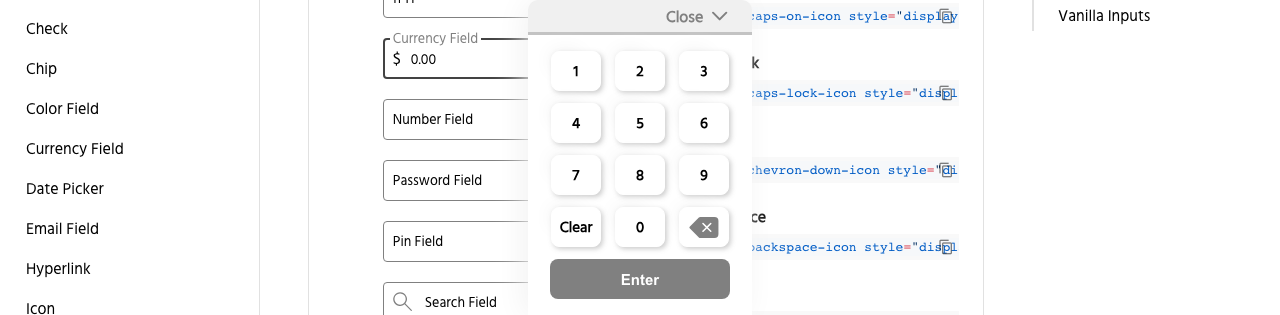 Check
Chip
Color Field
Currency Field
Date Picker
Email Field
Hyperlink
Icon
Currency Field
$ 0.00
Number Field
Password Field
Pin Field
Search Field
Close
1 2 3
4 5 6
7 8 9
Clear 0
Enter
caps-on-icon style="display
k
caps-lock-icon style="displ
chevron-down-icon style="di
ce
backspace-icon style="displ
Vanilla Inputs